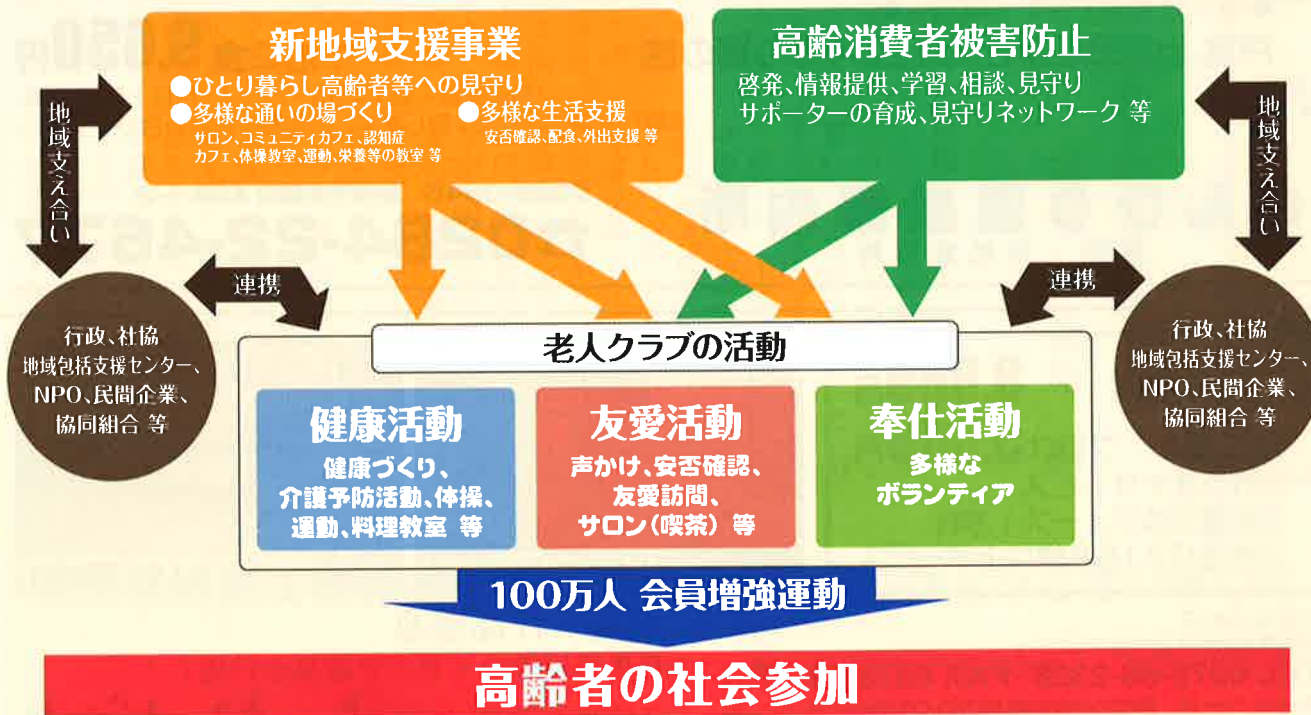 新地域支援事業
●ひとり暮らし高齢者等への見守り
●多様な通いの場づくり
サロン、コミュニティカフェ、認知症
カフェ、体操教室、運動、栄養等の教室 等
●多様な生活支援
安否確認、配食、外出支援 等
高齢消費者被害防止
啓発、情報提供、学習、相談、見守り
サポーターの育成、見守りネットワーク 等
地域支え合い
地域支え合い
連携
連携
行政、社協
地域包括支援センター、
NPO、民間企業、
協同組合 等
行政、社協
地域包括支援センター、
NPO、民間企業、
協同組合 等
老人クラブの活動
健康活動
健康づくり、
介護予防活動、体操、
運動、料理教室 等
友愛活動
声かけ、安否確認、
友愛訪問、
サロン(喫茶) 等
奉仕活動
多様な
ボランティア
100万人 会員増強運動
高齢者の社会参加